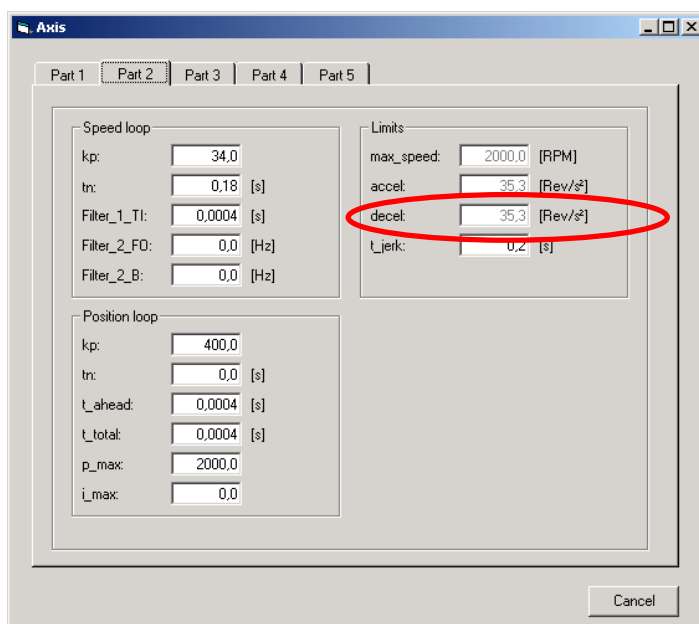 Axis
Part 1 Part 2 Part 3 Part 4 Part 5
Speed loop
kp: 34,0
tn: 0,18 [s]
Filter_1_TI: 0,0004 [s]
Filter_2_FO: 0,0 [Hz]
Filter_2_B: 0,0 [Hz]
Limits
max_speed: 2000,0 [RPM]
accel: 35,3 [Rev/s²]
decel: 35,3 [Rev/s²]
t_jerk: 0,2 [s]
Position loop
kp: 400,0
tn: 0,0 [s]
t_ahead: 0,0004 [s]
t_total: 0,0004 [s]
p_max: 2000,0
i_max: 0,0
Cancel